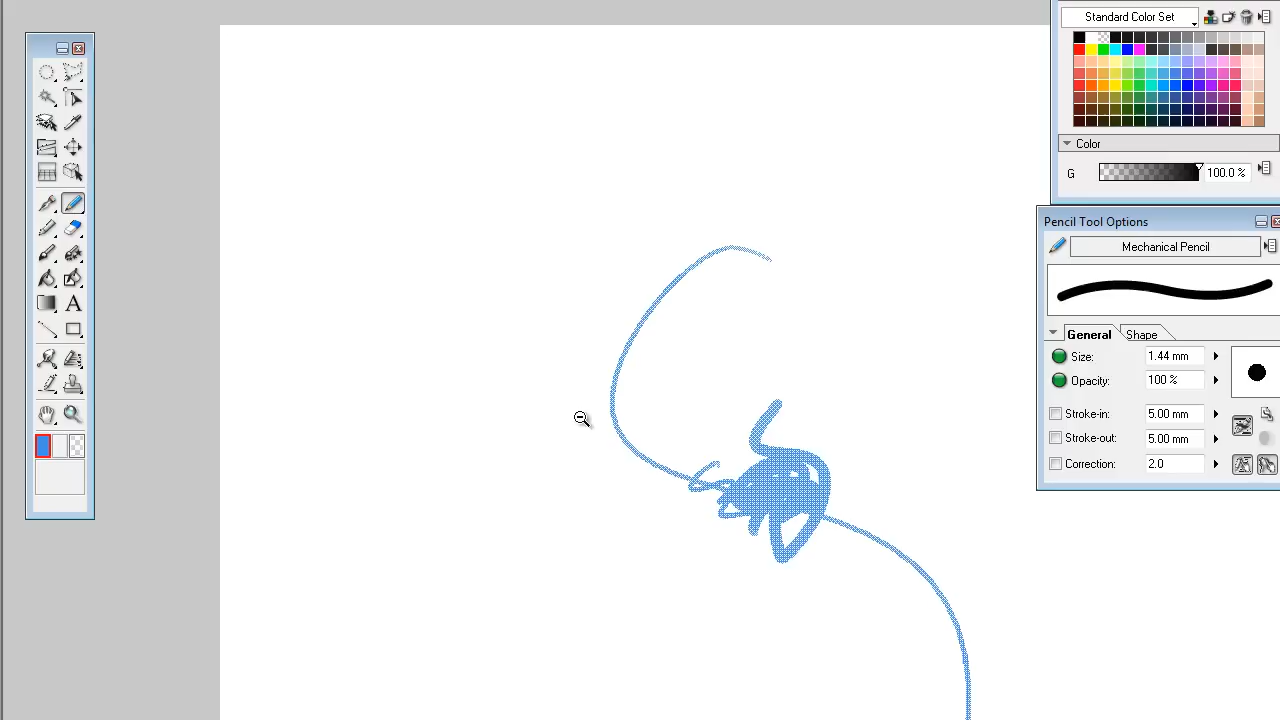 Standard Color Set
Color
G
100.0 %
Pencil Tool Options
Mechanical Pencil
General
Shape
Size:
1.44 mm
Opacity:
100 %
Stroke-in:
5.00 mm
Stroke-out:
5.00 mm
Correction:
2.0
A